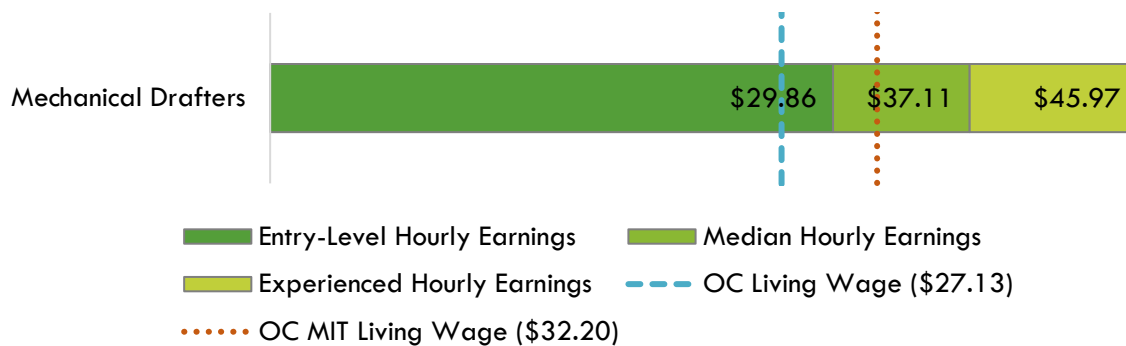 Mechanical Drafters $29.86 $37.11 $45.97
Entry-Level Hourly Earnings Median Hourly Earnings
Experienced Hourly Earnings OC Living Wage ($27.13)
OC MIT Living Wage ($32.20)